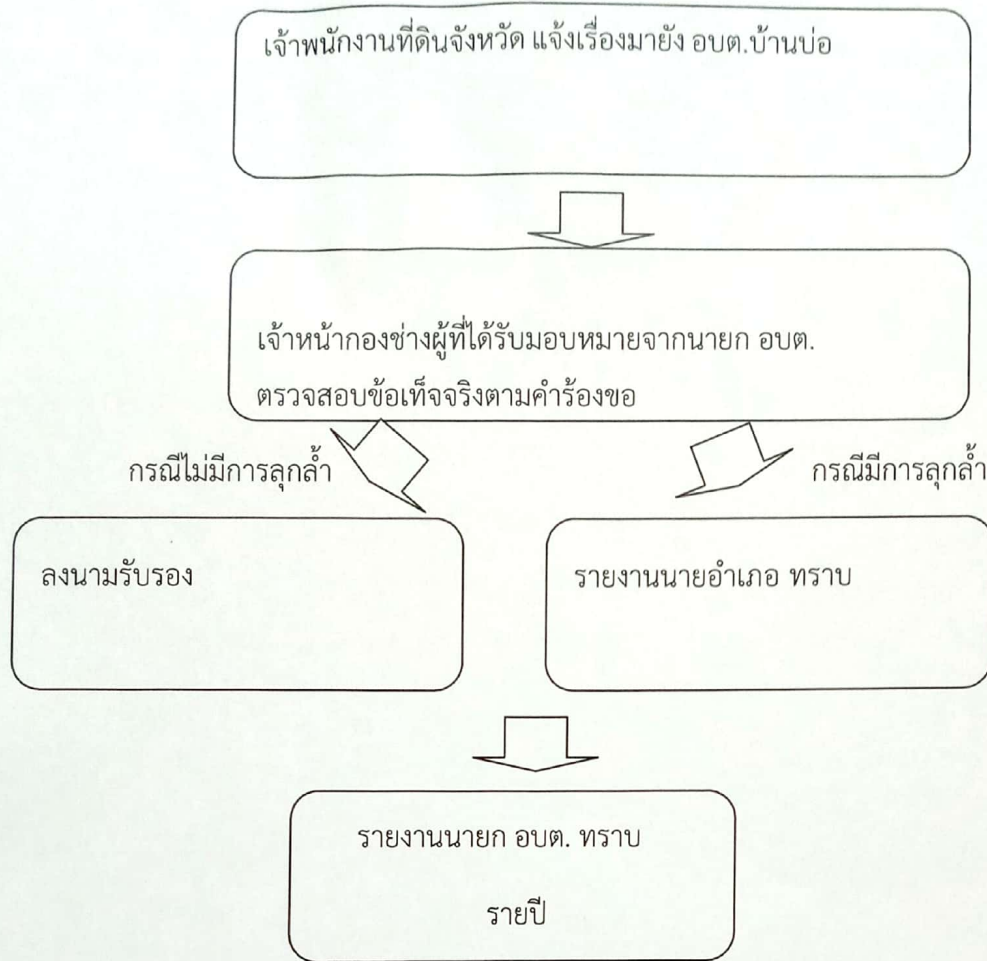 เจ้าพนักงานที่ดินจังหวัด แจ้งเรื่องมายัง อบต.บ้านบ่อ
เจ้าหน้ากองช่างผู้ที่ได้รับมอบหมายจากนายก อบต.
ตรวจสอบข้อเท็จจริงตามคำร้องขอ
กรณีไม่มีการลุกล้ำ
กรณีมีการลุกล้ำ
ลงนามรับรอง
รายงานนายอำเภอ ทราบ
รายงานนายก อบต. ทราบ
รายปี